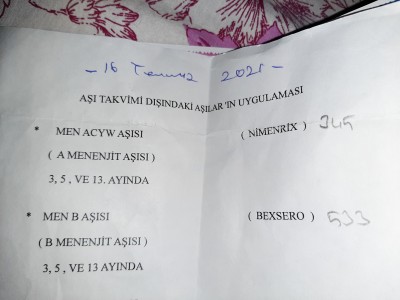 - 16 Temmuz 2021 -
AŞI TAKVİMİ DIŞINDAKİ AŞILAR 'IN UYGULAMASI
* MEN ACYW AŞISI ( NİMENRİX ) 345
( A MENENJİT AŞISI )
3, 5 , VE 13. AYINDA
* MEN B AŞISI ( BEXSERO ) 533
( B MENENJİT AŞISI )
3, 5 , VE 13 AYINDA